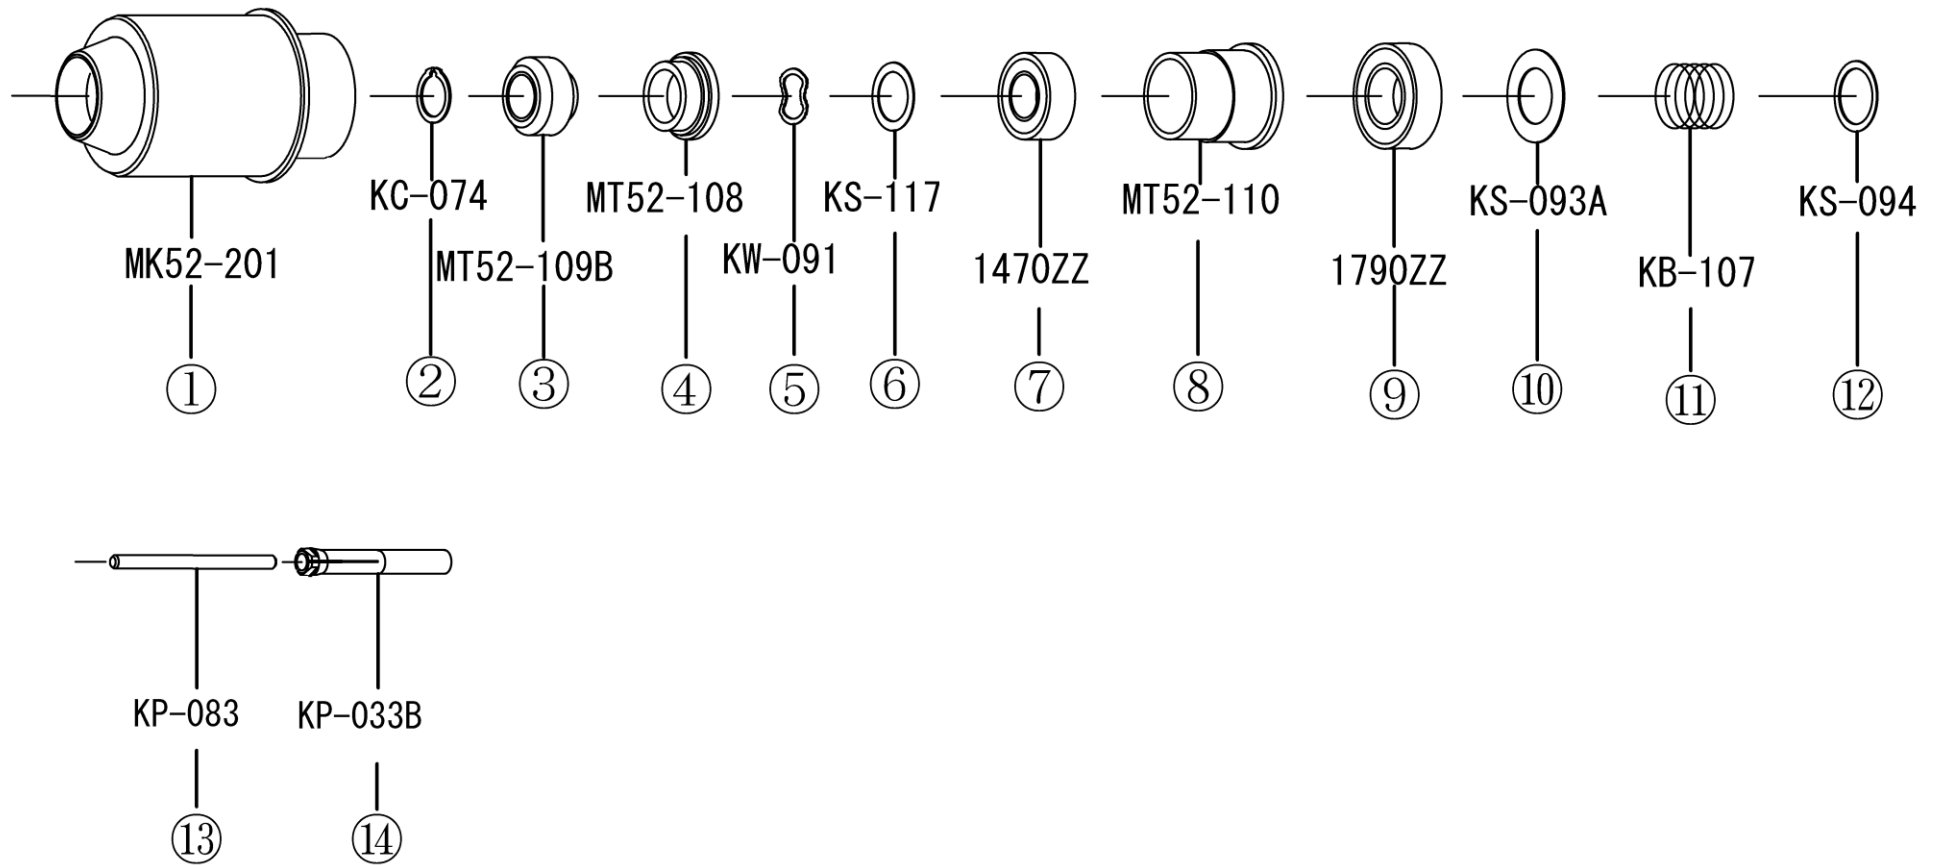 KC-074
MT52-108
KS-117
MT52-110
KS-093A
KS-094
MK52-201
MT52-109B
KW-091
1470ZZ
1790ZZ
KB-107
①
②
③
④
⑤
⑥
⑦
⑧
⑨
⑩
⑪
⑫
KP-083
KP-033B
⑬
⑭